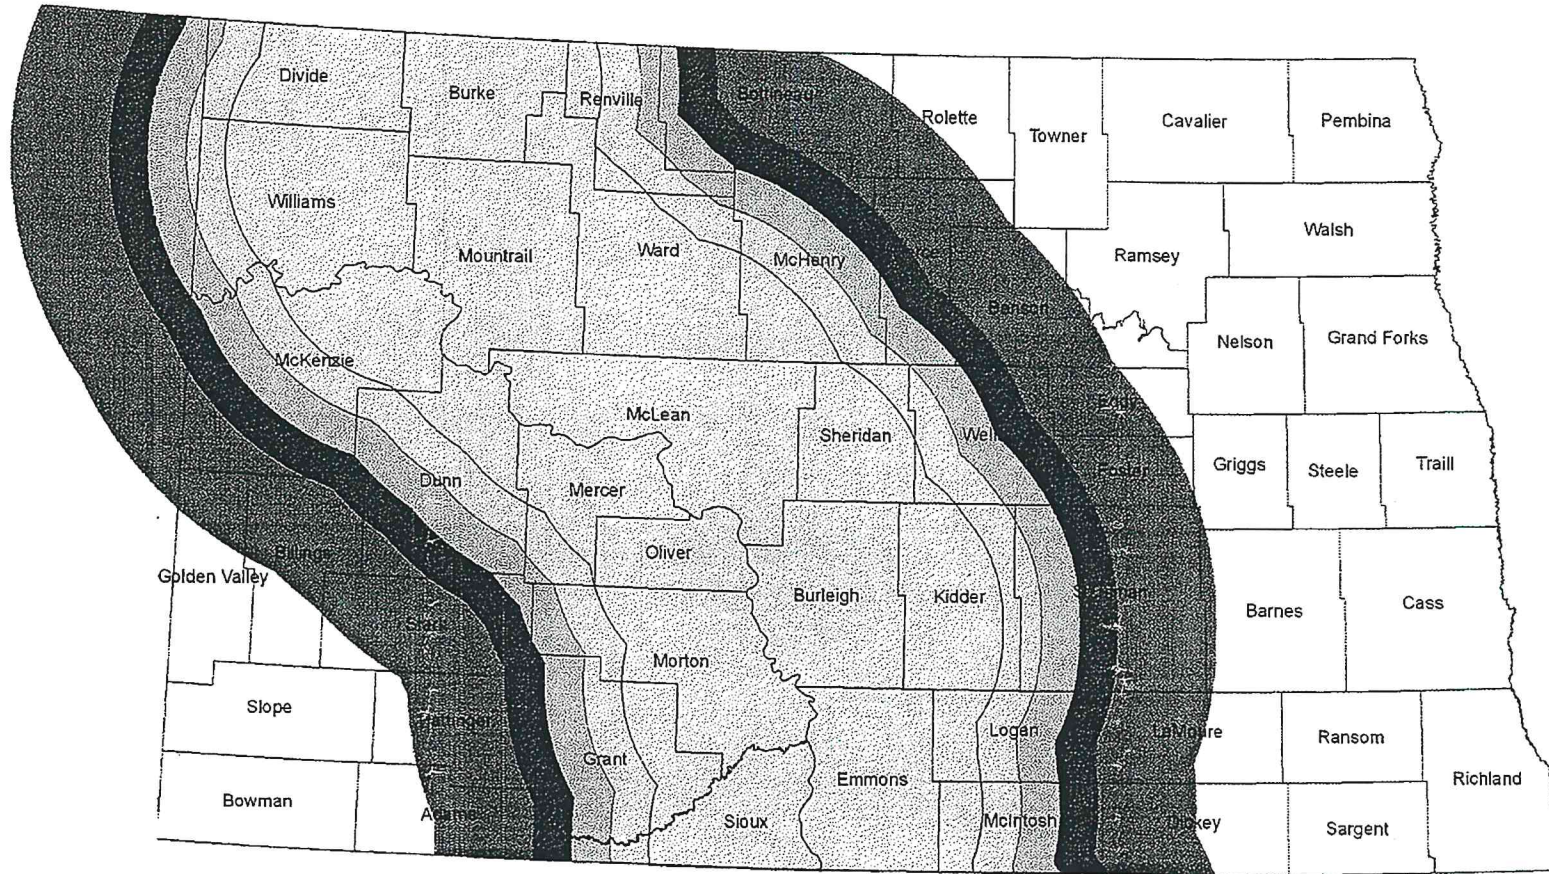 Divide
Burke
Renville
Bottineau
Rolette
Towner
Cavalier
Pembina
Williams
Mountrail
Ward
McHenry
Benson
Ramsey
Walsh
McKenzie
McLean
Sheridan
Nelson
Grand Forks
Dunn
Mercer
Foster
Griggs
Steele
Traill
Billings
Golden Valley
Oliver
Burleigh
Kidder
Barnes
Cass
Stark
Morton
Slope
Hettinger
Grant
Logan
LaMoure
Ransom
Richland
Bowman
Adams
Sioux
Emmons
McIntosh
Dickey
Sargent